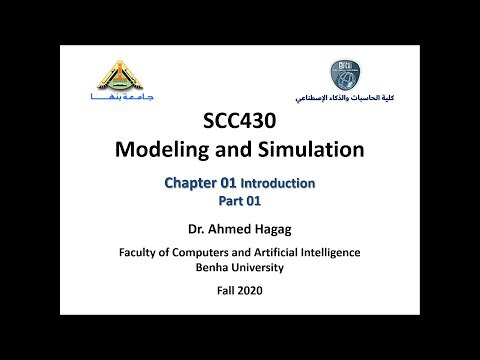 جامعة بنها
كلية الحاسبات والذكاء الإصطناعي
SCC430
Modeling and Simulation
Chapter 01 Introduction
Part 01
Dr. Ahmed Hagag
Faculty of Computers and Artificial Intelligence
Benha University
Fall 2020